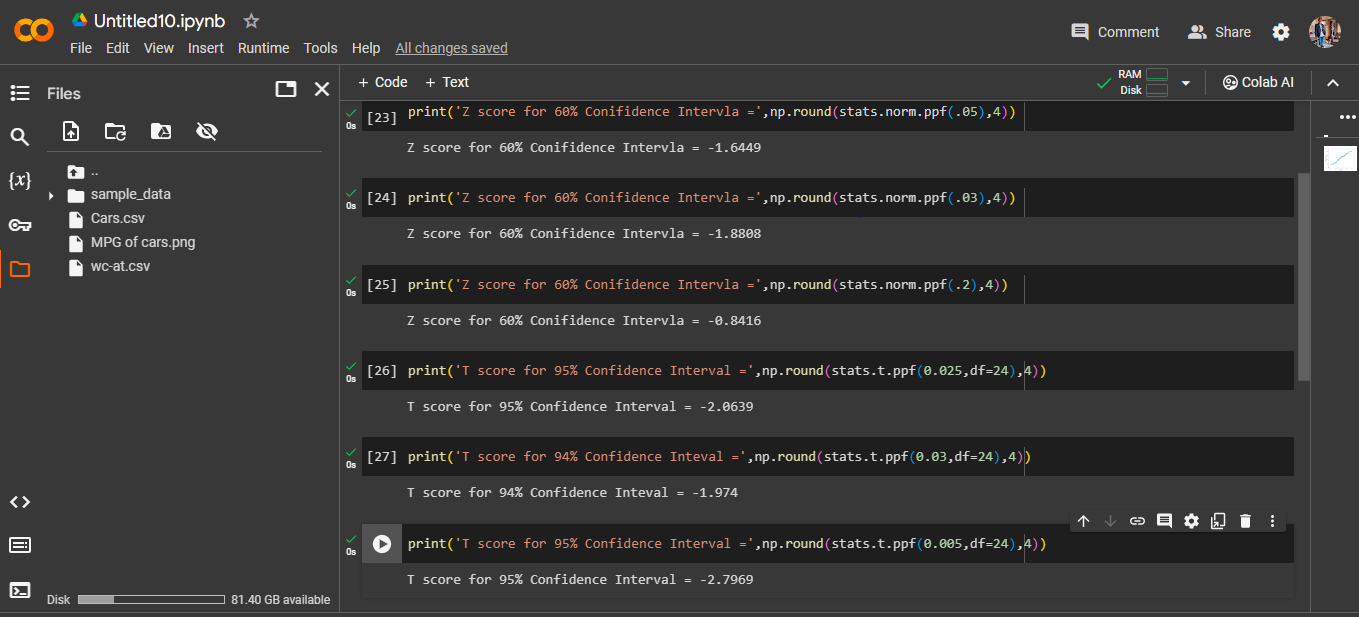 Untitled10.ipynb
File Edit View Insert Runtime Tools Help All changes saved
Comment
Share
Files
+ Code + Text
RAM
Disk
Colab AI
..
sample_data
Cars.csv
MPG of cars.png
wc-at.csv
{x}
Disk 81.40 GB available
0s
[23] print('Z score for 60% Conifidence Intervla =',np.round(stats.norm.ppf(.05),4))
Z score for 60% Conifidence Intervla = -1.6449
0s
[24] print('Z score for 60% Conifidence Intervla =',np.round(stats.norm.ppf(.03),4))
Z score for 60% Conifidence Intervla = -1.8808
0s
[25] print('Z score for 60% Conifidence Intervla =',np.round(stats.norm.ppf(.2),4))
Z score for 60% Conifidence Intervla = -0.8416
0s
[26] print('T score for 95% Confidence Interval =',np.round(stats.t.ppf(0.025,df=24),4))
T score for 95% Confidence Interval = -2.0639
0s
[27] print('T score for 94% Confidence Inteval =',np.round(stats.t.ppf(0.03,df=24),4))
T score for 94% Confidence Inteval = -1.974
0s
print('T score for 95% Confidence Interval =',np.round(stats.t.ppf(0.005,df=24),4))
T score for 95% Confidence Interval = -2.7969